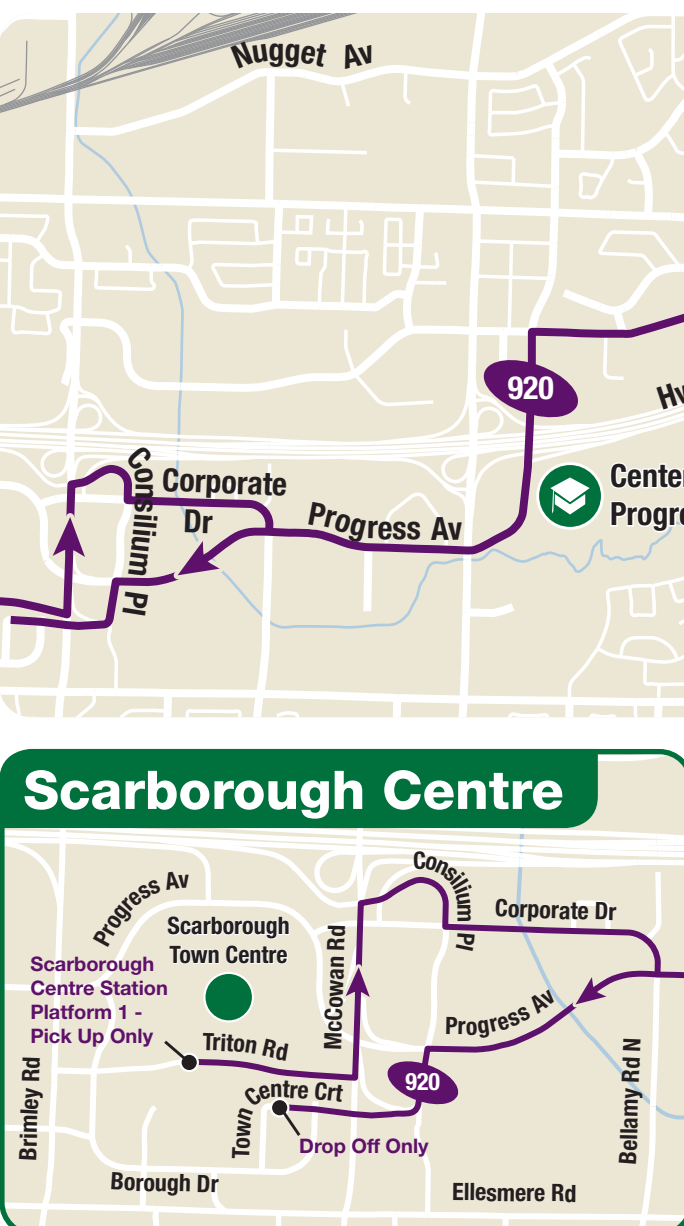 Nugget Av
920
Hw
Consilium Pl
Corporate
Dr
Progress Av
Center
Progre
Scarborough Centre
Progress Av
Consilium Pl
Corporate Dr
Scarborough
Town Centre
McCowan Rd
Scarborough
Centre Station
Platform 1 -
Pick Up Only
Triton Rd
Progress Av
920
Town Centre Crt
Drop Off Only
Brimley Rd
Bellamy Rd N
Borough Dr
Ellesmere Rd